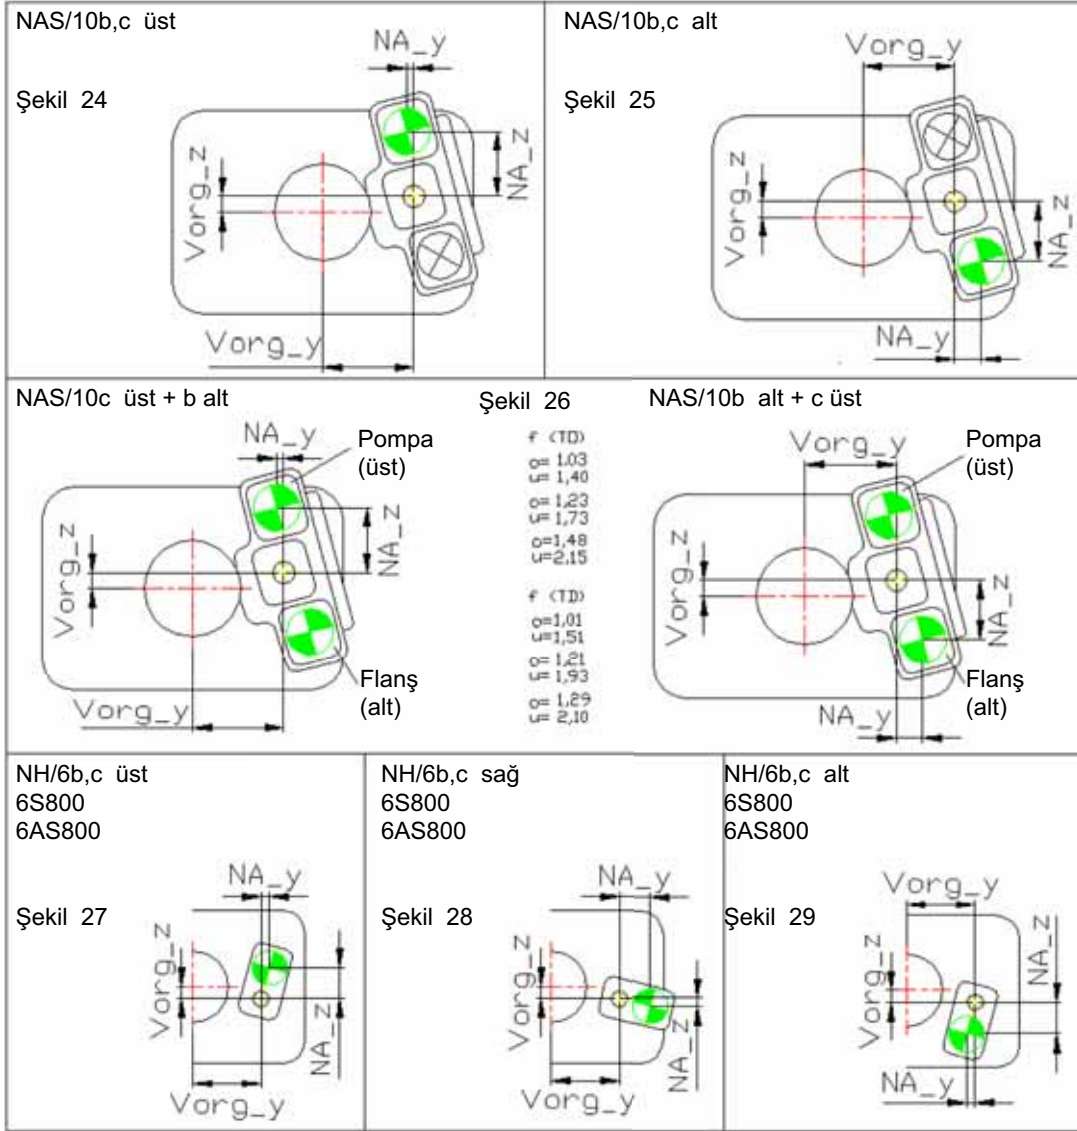 NAS/10b,c üst
NA_y
Şekil 24
Vorg_z
NA_z
Vorg_y
NAS/10b,c alt
Vorg_y
Şekil 25
Vorg_z
NA_z
NA_y
NAS/10c üst + b alt
NA_y
Pompa
(üst)
Vorg_z
NA_z
Flanş
(alt)
Vorg_y
Şekil 26
f (TD)
o= 1.03
u= 1,40
o=1,23
u=1,73
o=1,48
u=2,15
f (TD)
o=1,01
u=1,51
o= 1,21
u= 1,93
o= 1,29
u= 2,10
NAS/10b alt + c üst
Vorg_y
Pompa
(üst)
Vorg_z
NA_z
Flanş
(alt)
NA_y
NH/6b,c üst
6S800
6AS800
NA_y
Şekil 27
Vorg_z
NA_z
Vorg_y
NH/6b,c sağ
6S800
6AS800
NA_y
Şekil 28
Vorg_z
NA_z
Vorg_y
NH/6b,c alt
6S800
6AS800
Vorg_y
Şekil 29
Vorg_z
NA_z
NA_y